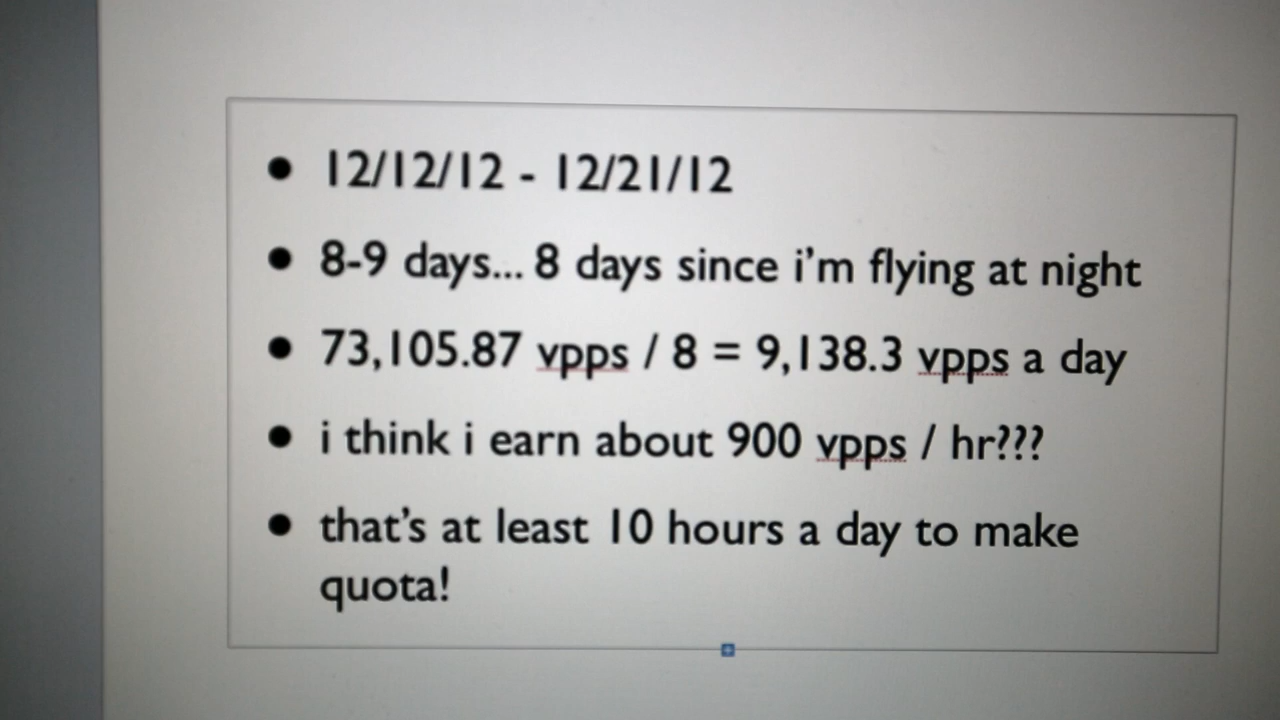 12/12/12 - 12/21/12
8-9 days... 8 days since i'm flying at night
73,105.87 vpps / 8 = 9,138.3 vpps a day
i think i earn about 900 vpps / hr???
that's at least 10 hours a day to make
quota!